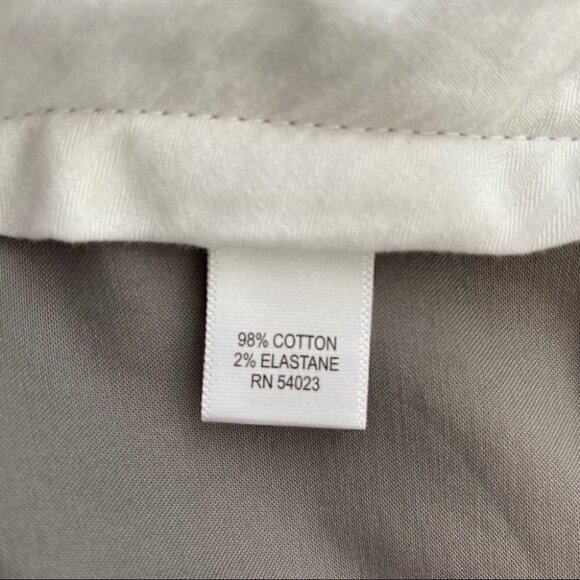 98% COTTON
2% ELASTANE
RN 54023